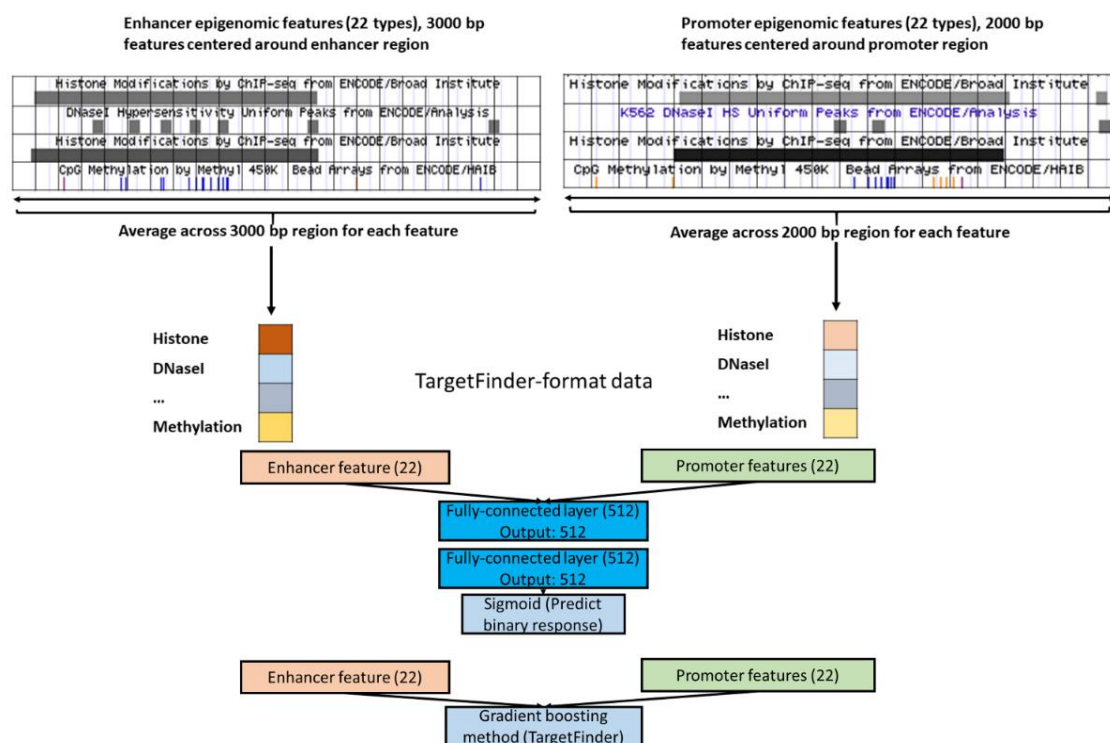 Enhancer epigenomic features (22 types), 3000 bp
features centered around enhancer region
Promoter epigenomic features (22 types), 2000 bp
features centered around promoter region
Histone Modifications by ChIP-seq from ENCODE/Broad Institute
DNaseI Hypersensitivity Uniform Peaks from ENCODE/Analysis
Histone Modifications by ChIP-seq from ENCODE/Broad Institute
CpG Methylation by Methyl 450K Bead Arrays from ENCODE/HAIB
Histone Modifications by ChIP-seq from ENCODE/Broad Institute
K562 DNaseI HS Uniform Peaks from ENCODE/Analysis
Histone Modifications by ChIP-seq from ENCODE/Broad Institute
CpG Methylation by Methyl 450K Bead Arrays from ENCODE/HAIB
Average across 3000 bp region for each feature
Average across 2000 bp region for each feature
Histone
DNaseI
...
Methylation
TargetFinder-format data
Histone
DNaseI
...
Methylation
Enhancer feature (22)
Promoter features (22)
Fully-connected layer (512)
Output: 512
Fully-connected layer (512)
Output: 512
Sigmoid (Predict
binary response)
Enhancer feature (22)
Promoter features (22)
Gradient boosting
method (TargetFinder)